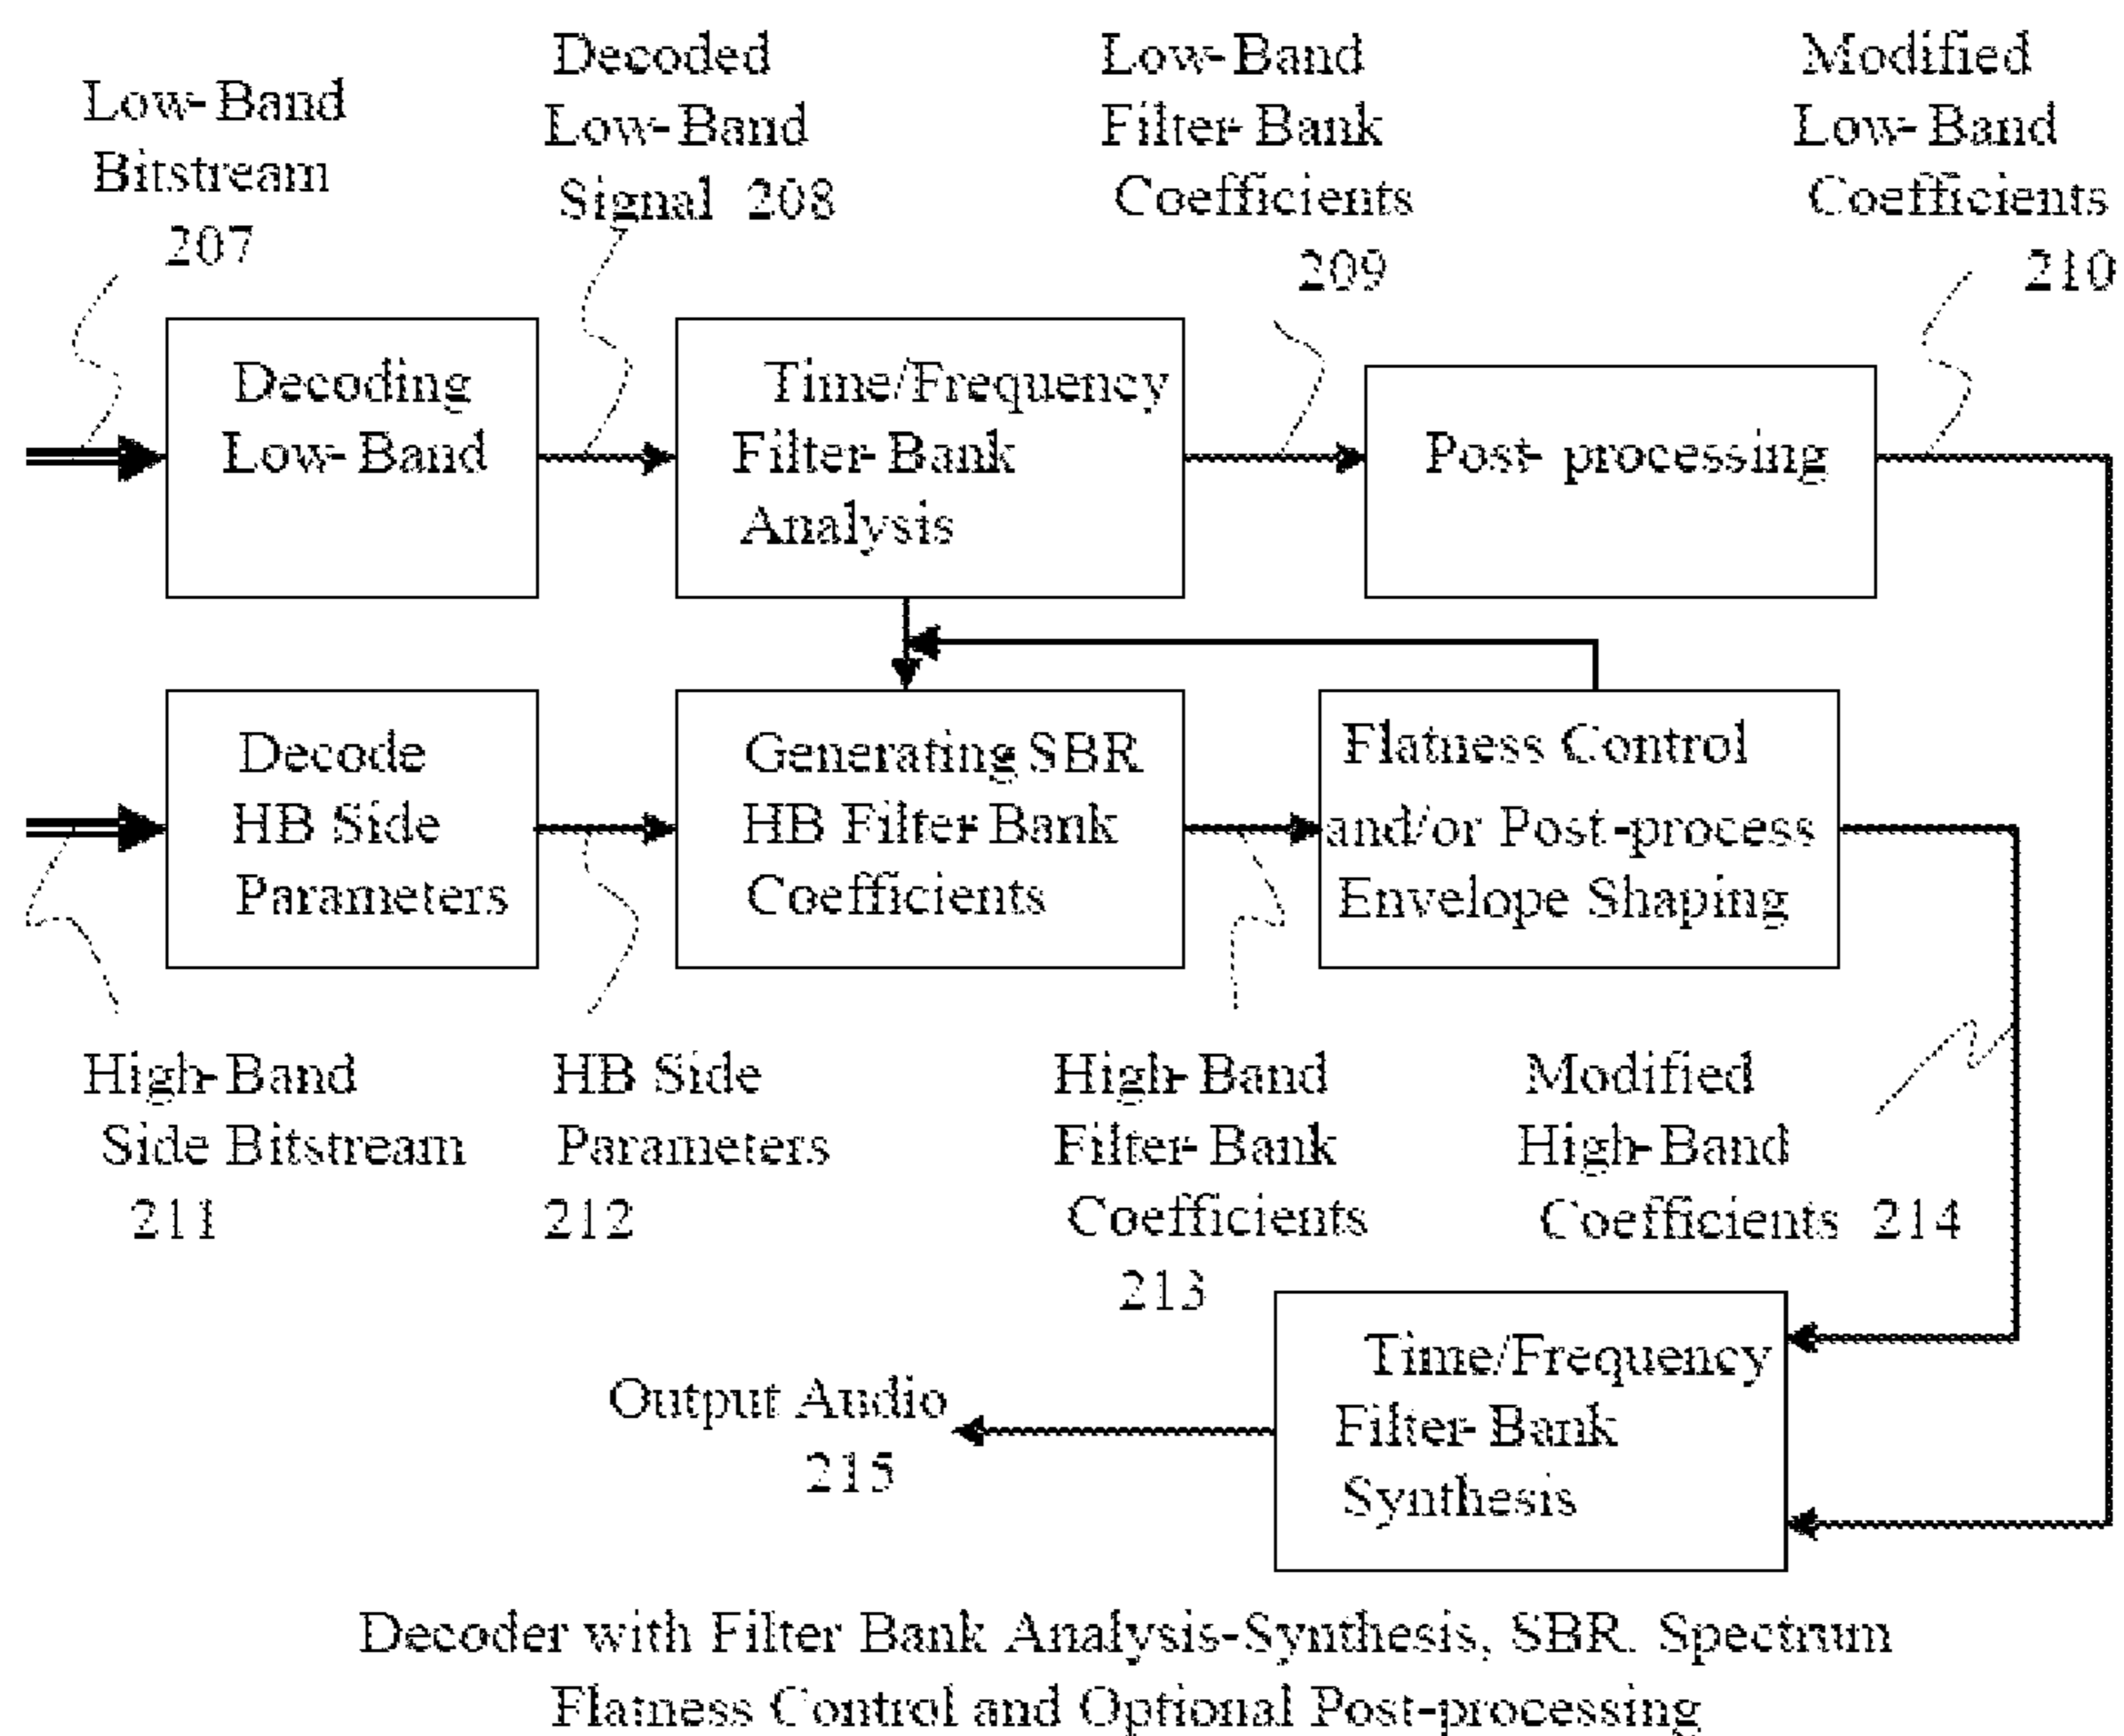 Low-Band
Bitstream
207
Decoded
Low-Band
Signal 208
Low-Band
Filter-Bank
Coefficients
209
Modified
Low-Band
Coefficients
210
Decoding
Low-Band
Time/Frequency
Filter-Bank
Analysis
Post-processing
Decode
HB Side
Parameters
Generating SBR
HB Filter-Bank
Coefficients
Flatness Control
and/or Post-process
Envelope Shaping
High-Band
Side Bitstream
211
HB Side
Parameters
212
High-Band
Filter-Bank
Coefficients
213
Modified
High-Band
Coefficients 214
Time/Frequency
Filter-Bank
Synthesis
Output Audio
215
Decoder with Filter Bank Analysis-Synthesis, SBR. Spectrum
Flatness Control and Optional Post-processing